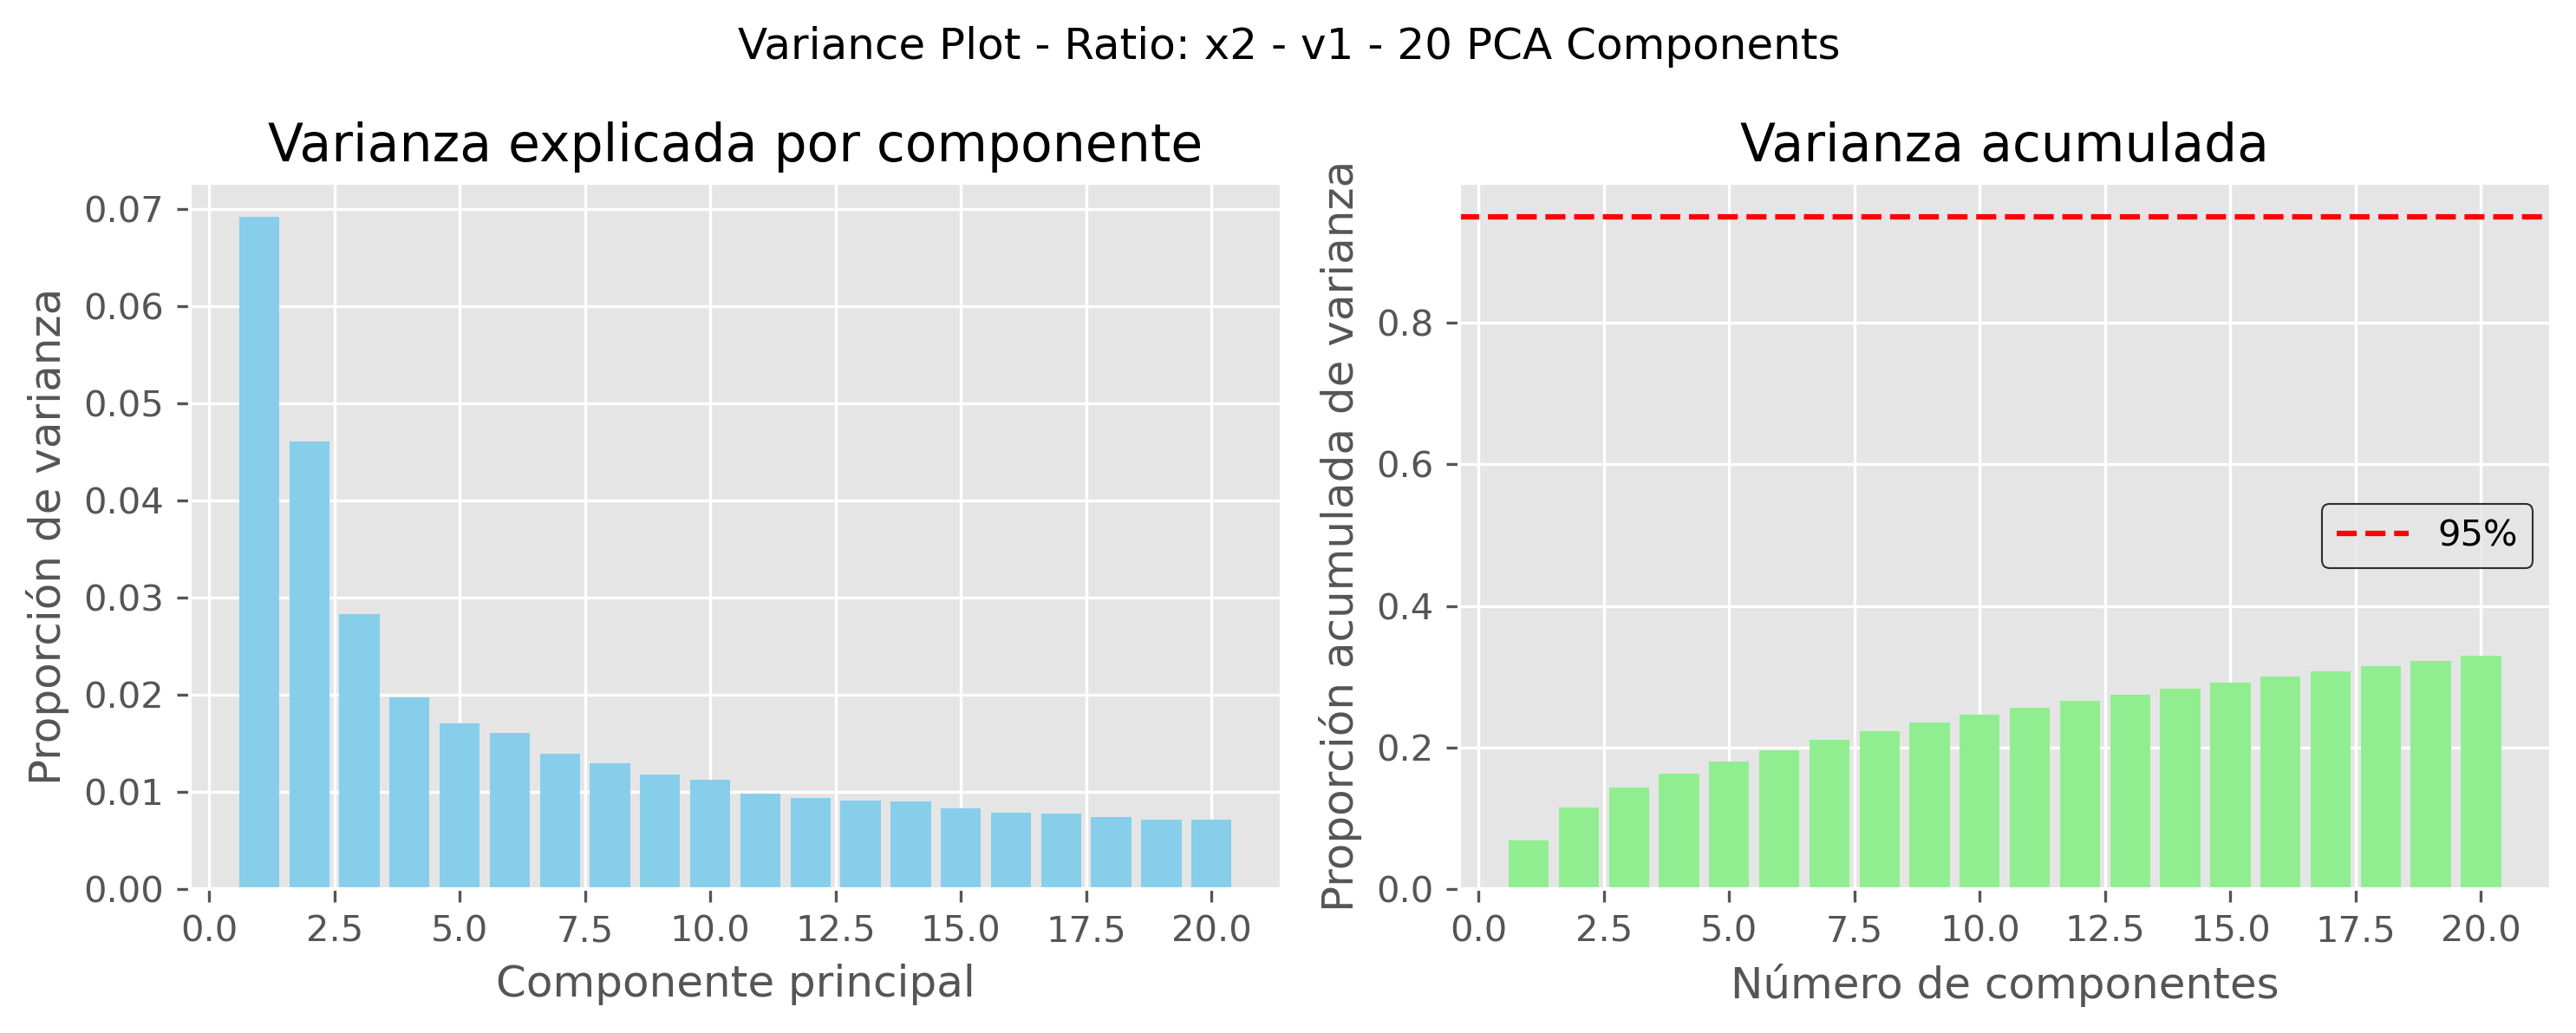 Variance Plot - Ratio: x2 - v1 - 20 PCA Components
Varianza explicada por componente
Proporción de varianza
0.07
0.06
0.05
0.04
0.03
0.02
0.01
0.00
0.0 2.5 5.0 7.5 10.0 12.5 15.0 17.5 20.0
Componente principal
Varianza acumulada
Proporción acumulada de varianza
0.8
0.6
0.4
0.2
0.0
95%
0.0 2.5 5.0 7.5 10.0 12.5 15.0 17.5 20.0
Número de componentes